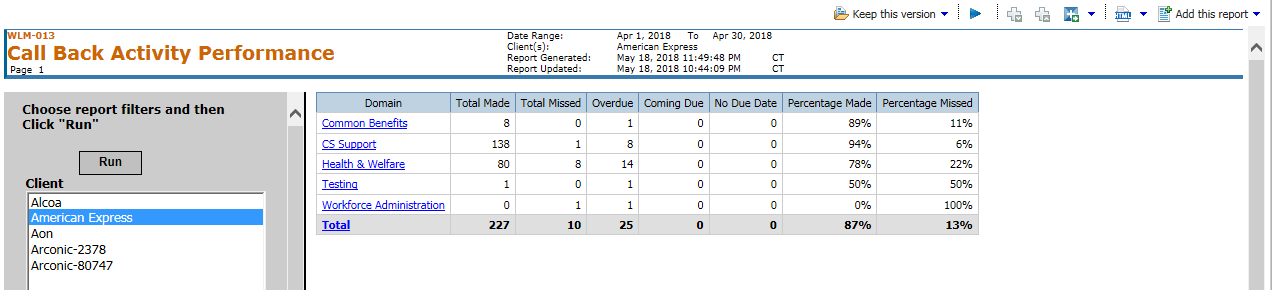 Keep this version
HTML
Add this report
WLM-013
Call Back Activity Performance
Page 1
Date Range: Apr 1, 2018 To Apr 30, 2018
Client(s): American Express
Report Generated: May 18, 2018 11:49:48 PM CT
Report Updated: May 18, 2018 10:44:09 PM CT
Choose report filters and then
Click "Run"
Run
Client
Alcoa
American Express
Aon
Arconic-2378
Arconic-80747
Domain Total Made Total Missed Overdue Coming Due No Due Date Percentage Made Percentage Missed
Common Benefits 8 0 1 0 0 89% 11%
CS Support 138 1 8 0 0 94% 6%
Health & Welfare 80 8 14 0 0 78% 22%
Testing 1 0 1 0 0 50% 50%
Workforce Administration 0 1 1 0 0 0% 100%
Total 227 10 25 0 0 87% 13%